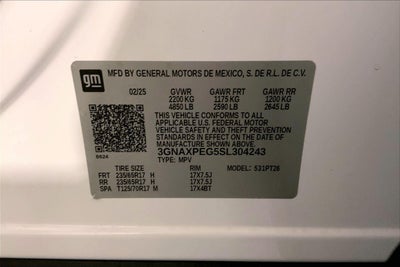 gm
MFD BY GENERAL MOTORS DE MEXICO, S. DE R.L. DE C.V.
02/25 GVWR GAWR FRT GAWR RR
2200 KG 1175 KG 1200 KG
4850 LB 2590 LB 2645 LB
THIS VEHICLE CONFORMS TO ALL
APPLICABLE U.S. FEDERAL MOTOR
VEHICLE SAFETY, BUMPER, AND THEFT
PREVENTION STANDARDS
IN EFFECT ON THE DATE OF
MANUFACTURE SHOWN ABOVE.
3GNAXPEG5SL304243
TYPE: MPV
TIRE SIZE RIM MODEL:
FRT 235/65R17 H 17X7.5J
RR 235/65R17 H 17X7.5J
SPA T125/70R17 M 17X4BT